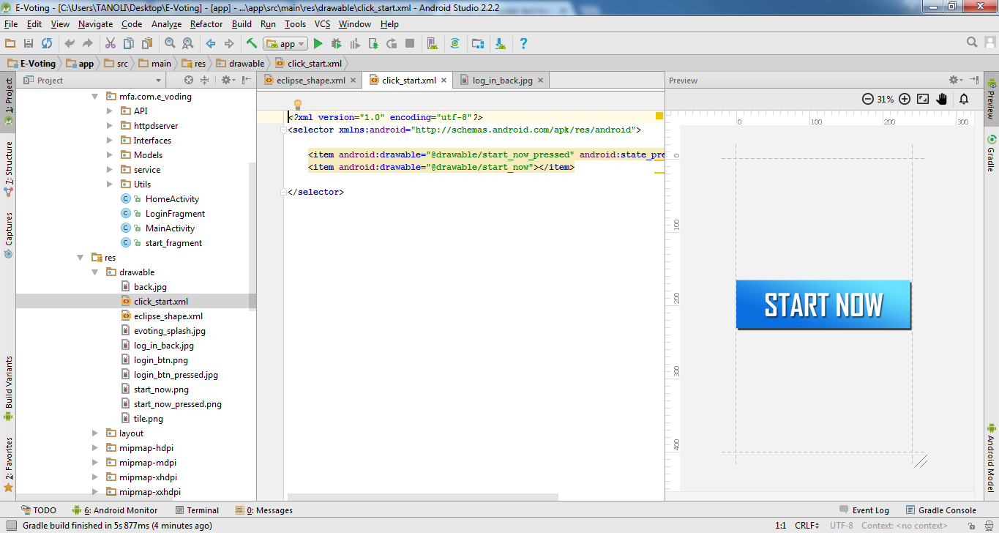 E-Voting - [C:\Users\TANOLI\Desktop\E-Voting] - [app] - ...\app\src\main\res\drawable\click_start.xml - Android Studio 2.2.2
File Edit View Navigate Code Analyze Refactor Build Run Tools VCS Window Help
app
E-Voting app src main res drawable click_start.xml
1: Project
7: Structure
Captures
Build Variants
2: Favorites
Project
mfa.com.e_voding
API
httpdserver
Interfaces
Models
service
Utils
HomeActivity
LoginFragment
MainActivity
start_fragment
res
drawable
back.jpg
click_start.xml
eclipse_shape.xml
evoting_splash.jpg
log_in_back.jpg
login_btn.png
login_btn_pressed.jpg
start_now.png
start_now_pressed.png
tile.png
layout
mipmap-hdpi
mipmap-mdpi
mipmap-xhdpi
mipmap-xxhdpi
eclipse_shape.xml click_start.xml log_in_back.jpg
<?xml version="1.0" encoding="utf-8"?>
<selector xmlns:android="http://schemas.android.com/apk/res/android">
<item android:drawable="@drawable/start_now_pressed" android:state_pre
<item android:drawable="@drawable/start_now"></item>
</selector>
Preview
31%
0 100 200 300
0
100
200
300
400
START NOW
Preview
Gradle
Android Model
TODO 6: Android Monitor Terminal 0: Messages Event Log Gradle Console
Gradle build finished in 5s 877ms (4 minutes ago) 1:1 CRLF UTF-8 Context: <no context>